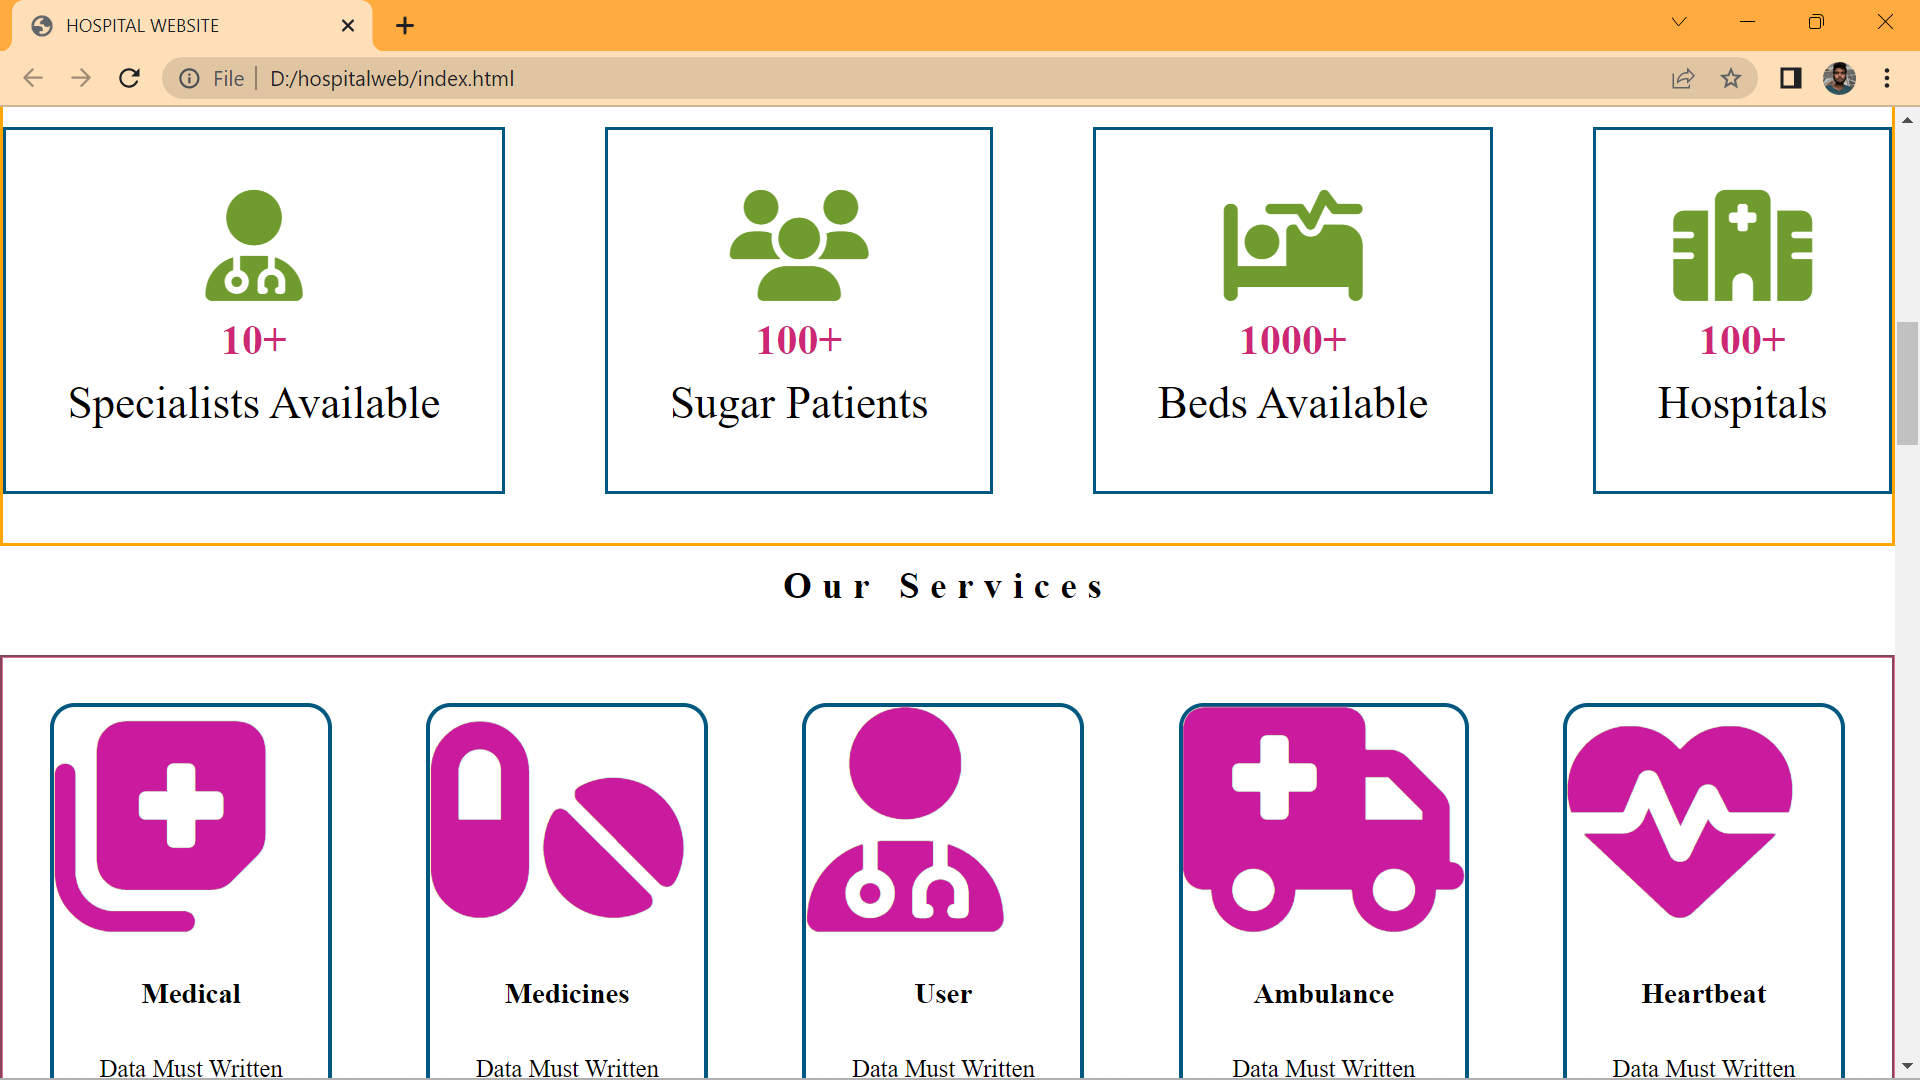 HOSPITAL WEBSITE
File
D:/hospitalweb/index.html
10+
Specialists Available
100+
Sugar Patients
1000+
Beds Available
100+
Hospitals
Our Services
Medical
Data Must Written
Medicines
Data Must Written
User
Data Must Written
Ambulance
Data Must Written
Heartbeat
Data Must Written